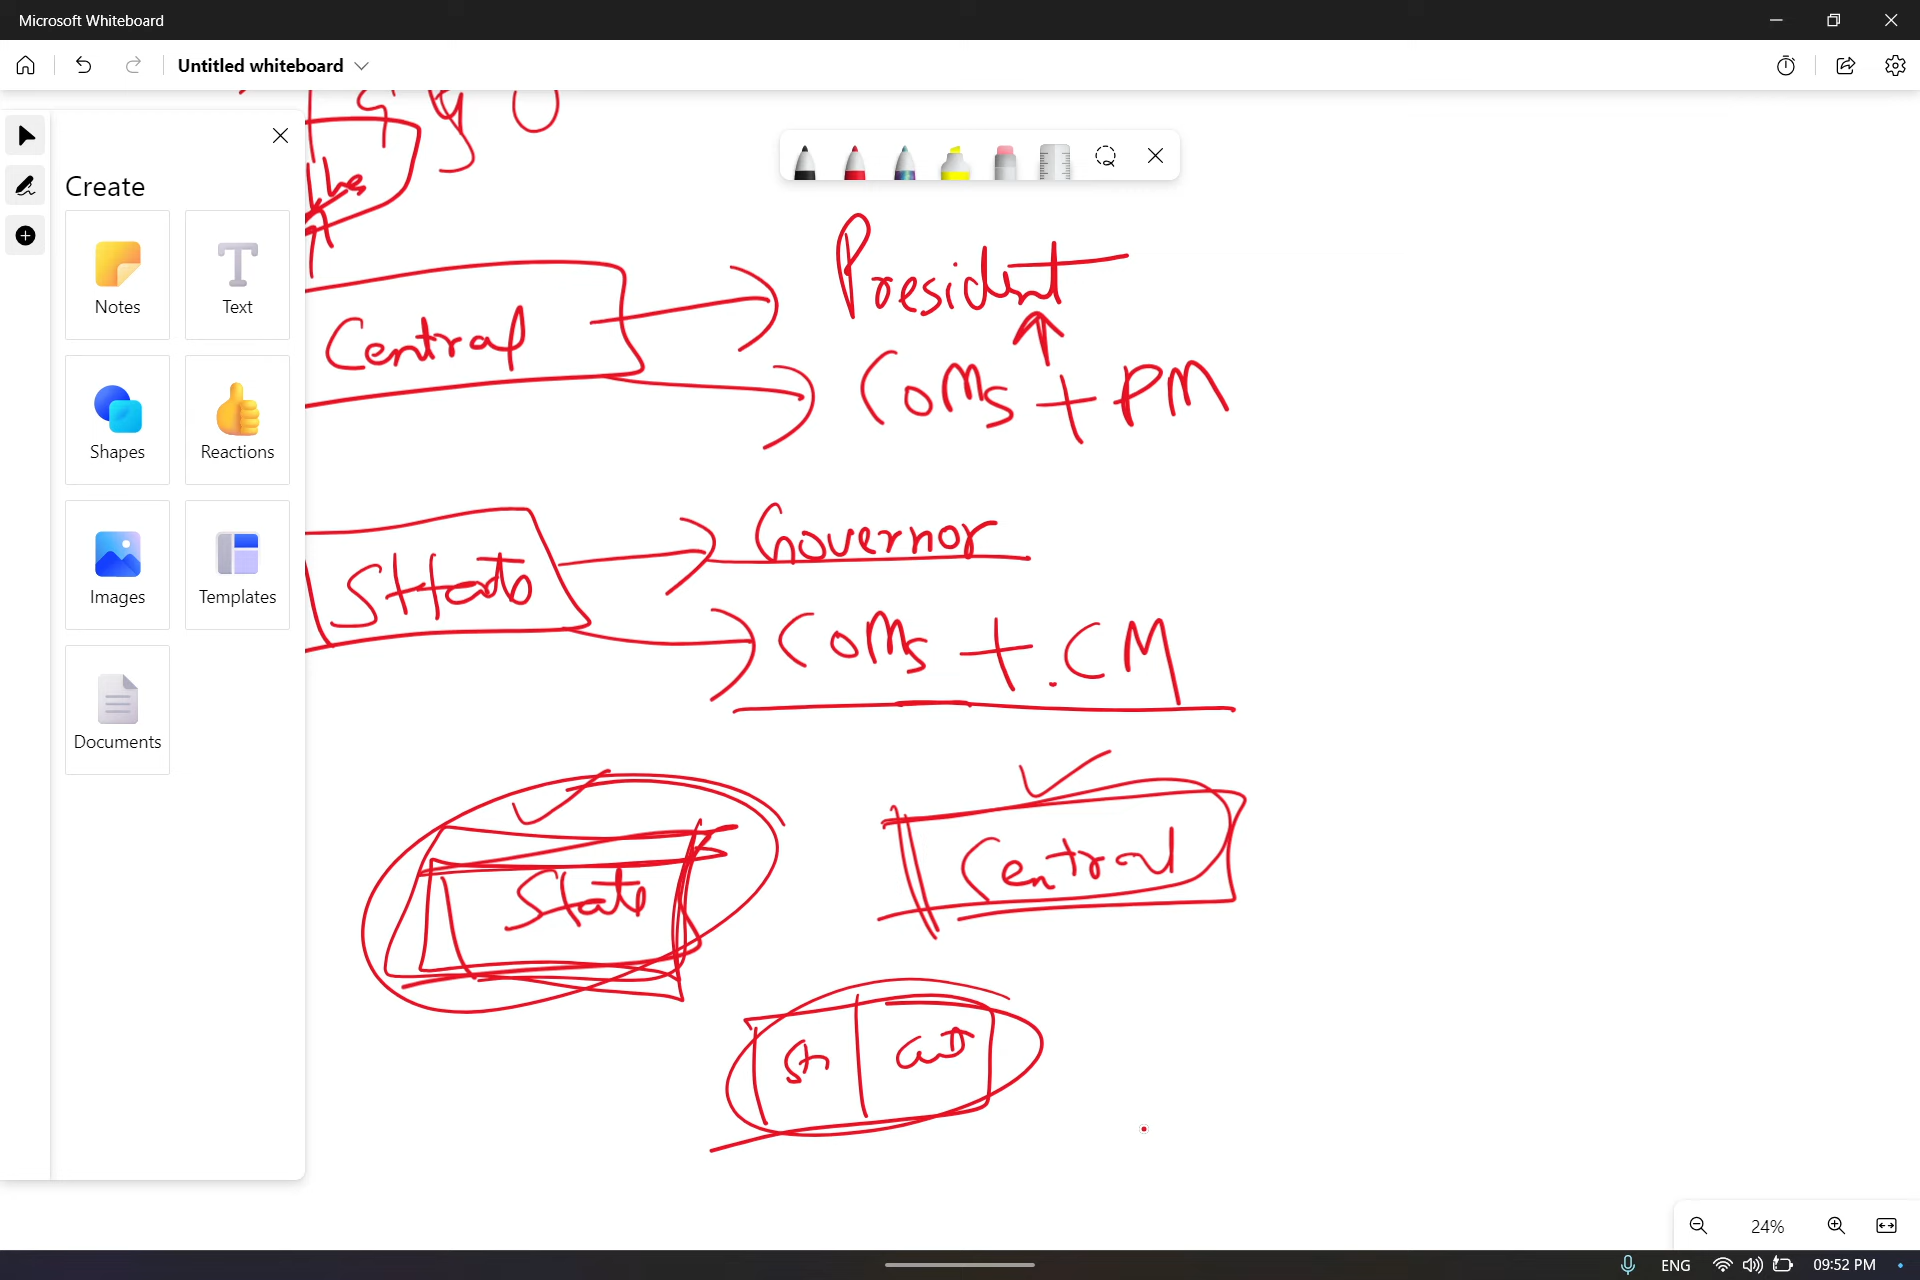 Microsoft Whiteboard
Untitled whiteboard
Create
Notes
Text
Shapes
Reactions
Images
Templates
Documents
President
Central
CoMs + PM
Governor
State
CoMs + CM
State
Central
St
24%
ENG
09:52 PM